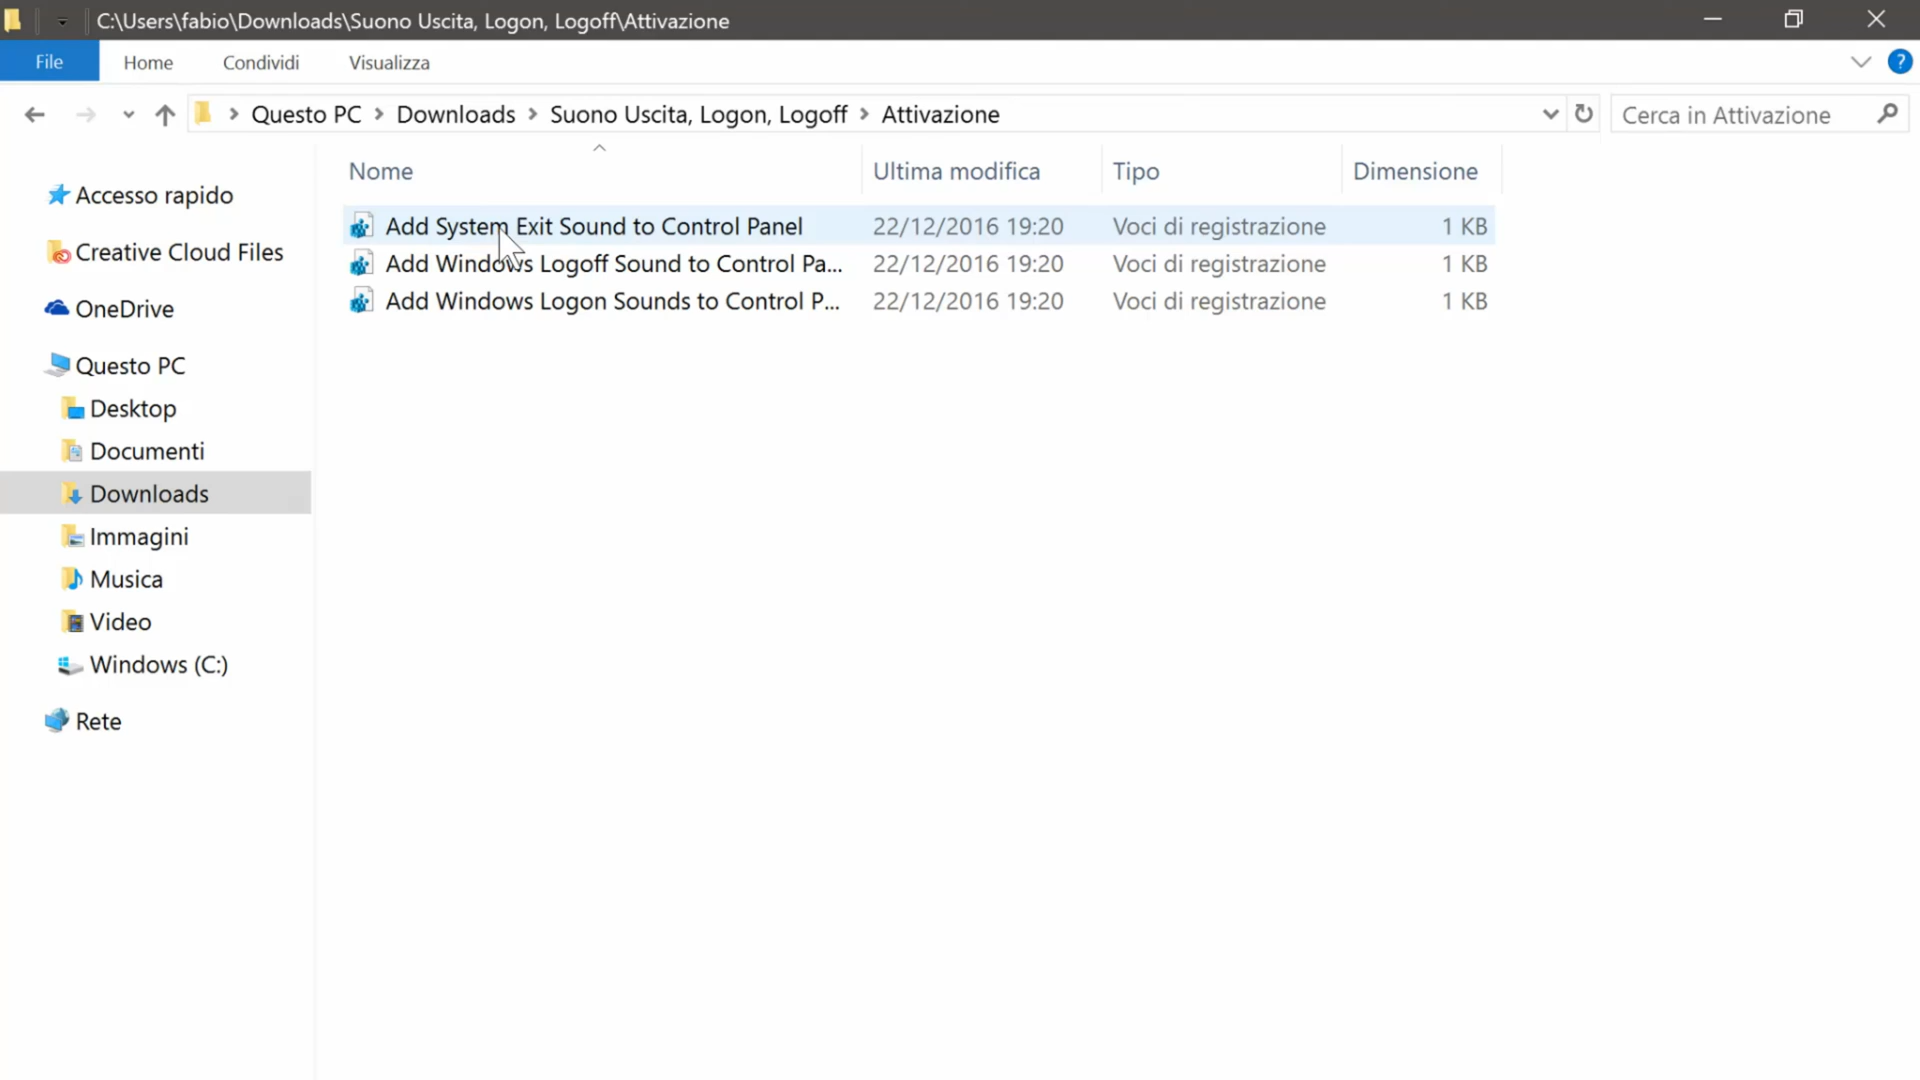 C:\Users\fabio\Downloads\Suono Uscita, Logon, Logoff\Attivazione
File Home Condividi Visualizza ?
Questo PC Downloads Suono Uscita, Logon, Logoff Attivazione Cerca in Attivazione
Nome Ultima modifica Tipo Dimensione
Accesso rapido
Creative Cloud Files
OneDrive
Questo PC
Desktop
Documenti
Downloads
Immagini
Musica
Video
Windows (C:)
Rete
Add System Exit Sound to Control Panel 22/12/2016 19:20 Voci di registrazione 1 KB
Add Windows Logoff Sound to Control Pa... 22/12/2016 19:20 Voci di registrazione 1 KB
Add Windows Logon Sounds to Control P... 22/12/2016 19:20 Voci di registrazione 1 KB